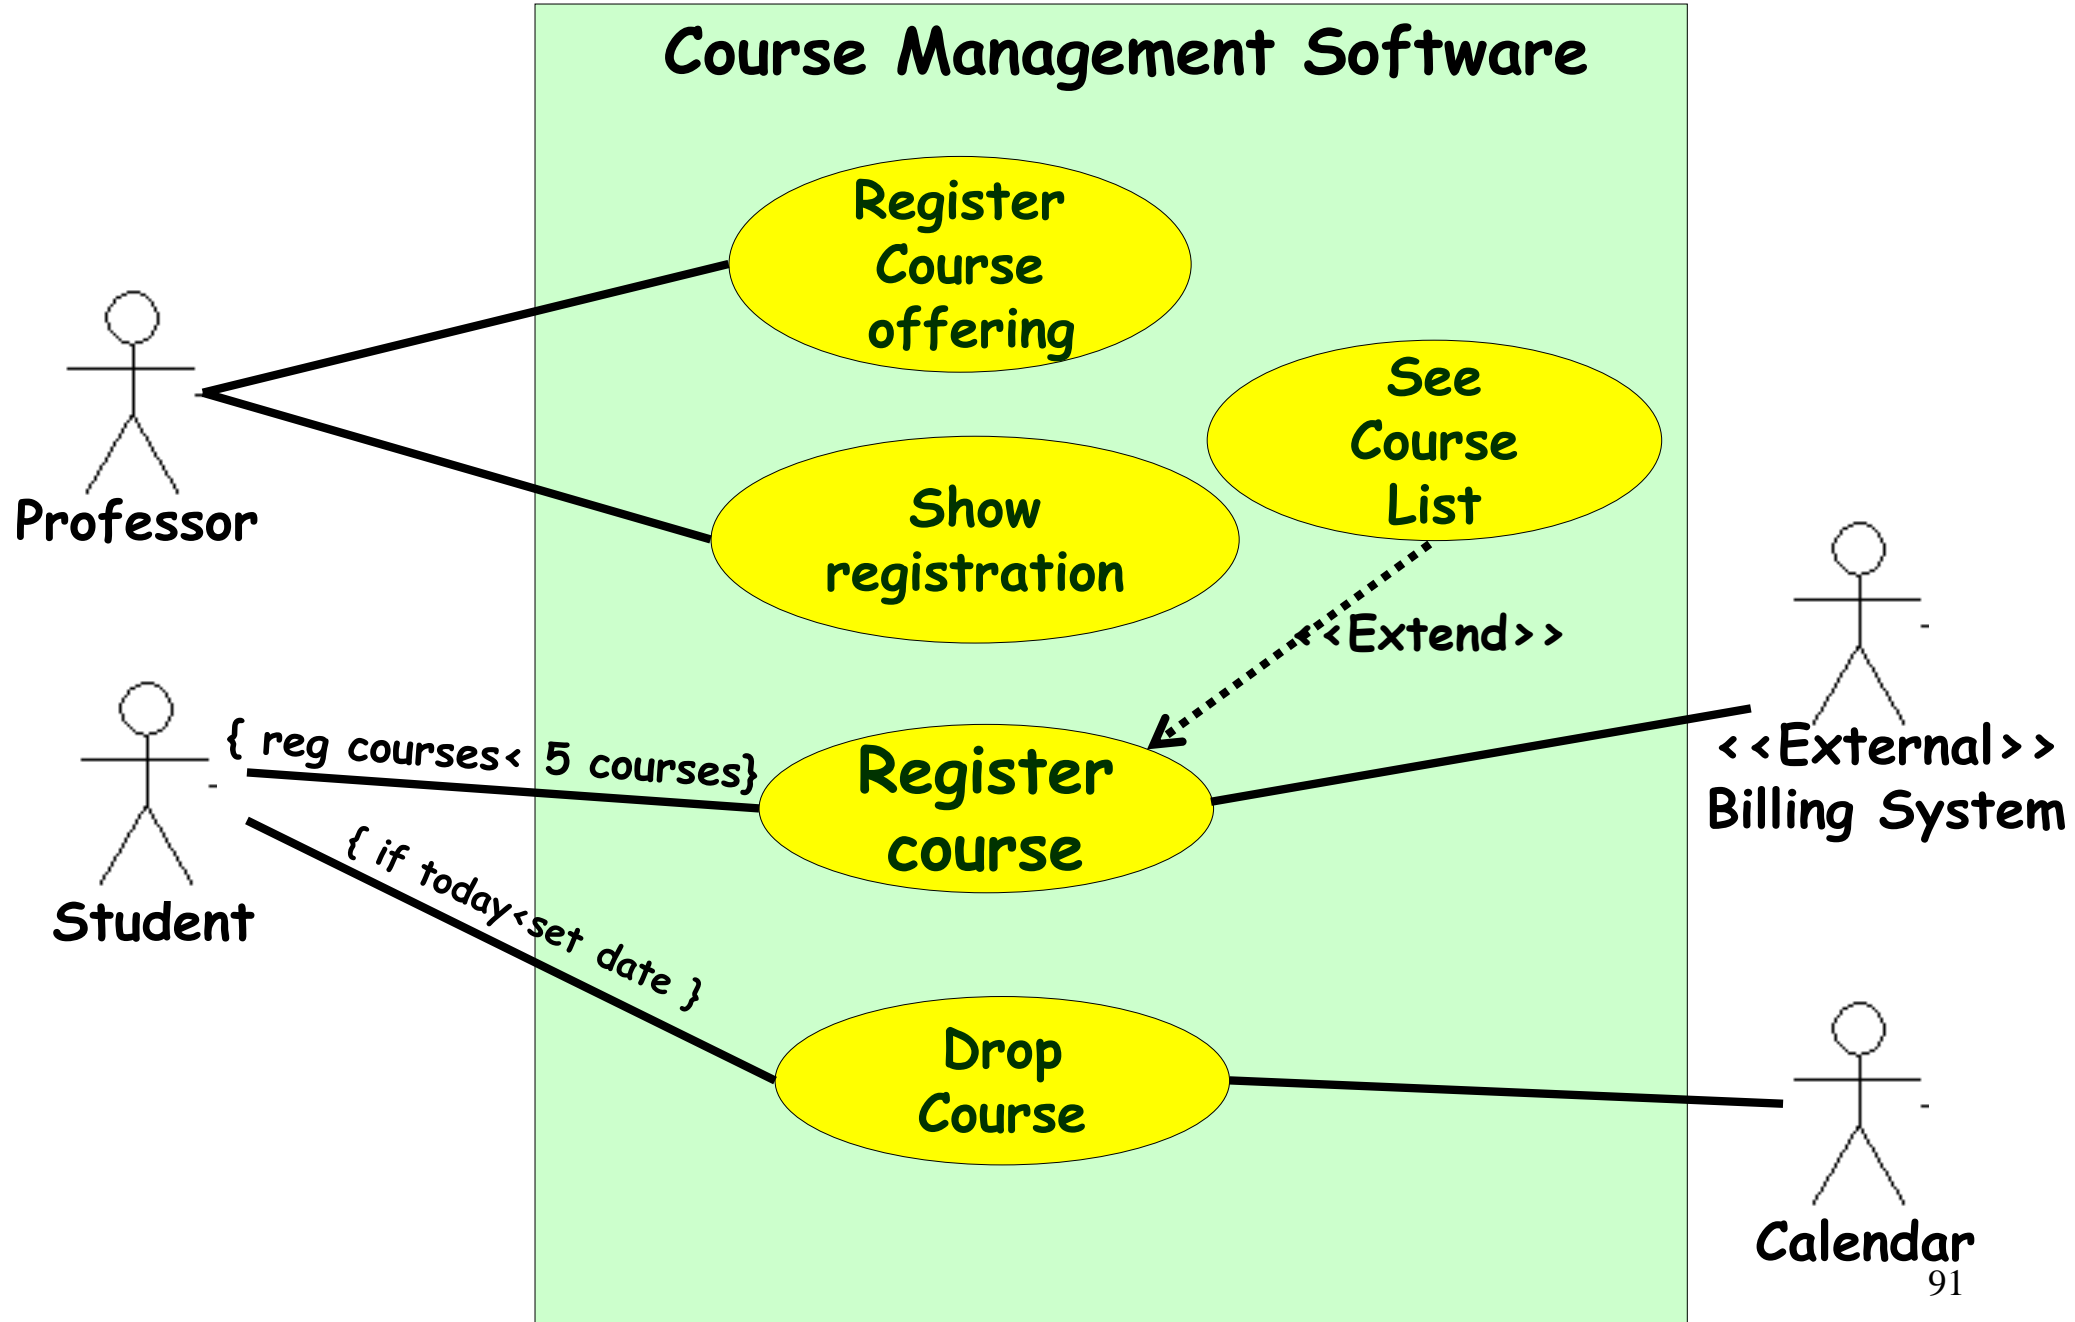 Course Management Software
Register
Course
offering
See
Course
List
Professor
Show
registration
<<Extend>>
{ reg courses< 5 courses}
Register
course
<<External>>
Billing System
{ if today<set date }
Student
Drop
Course
Calendar
91